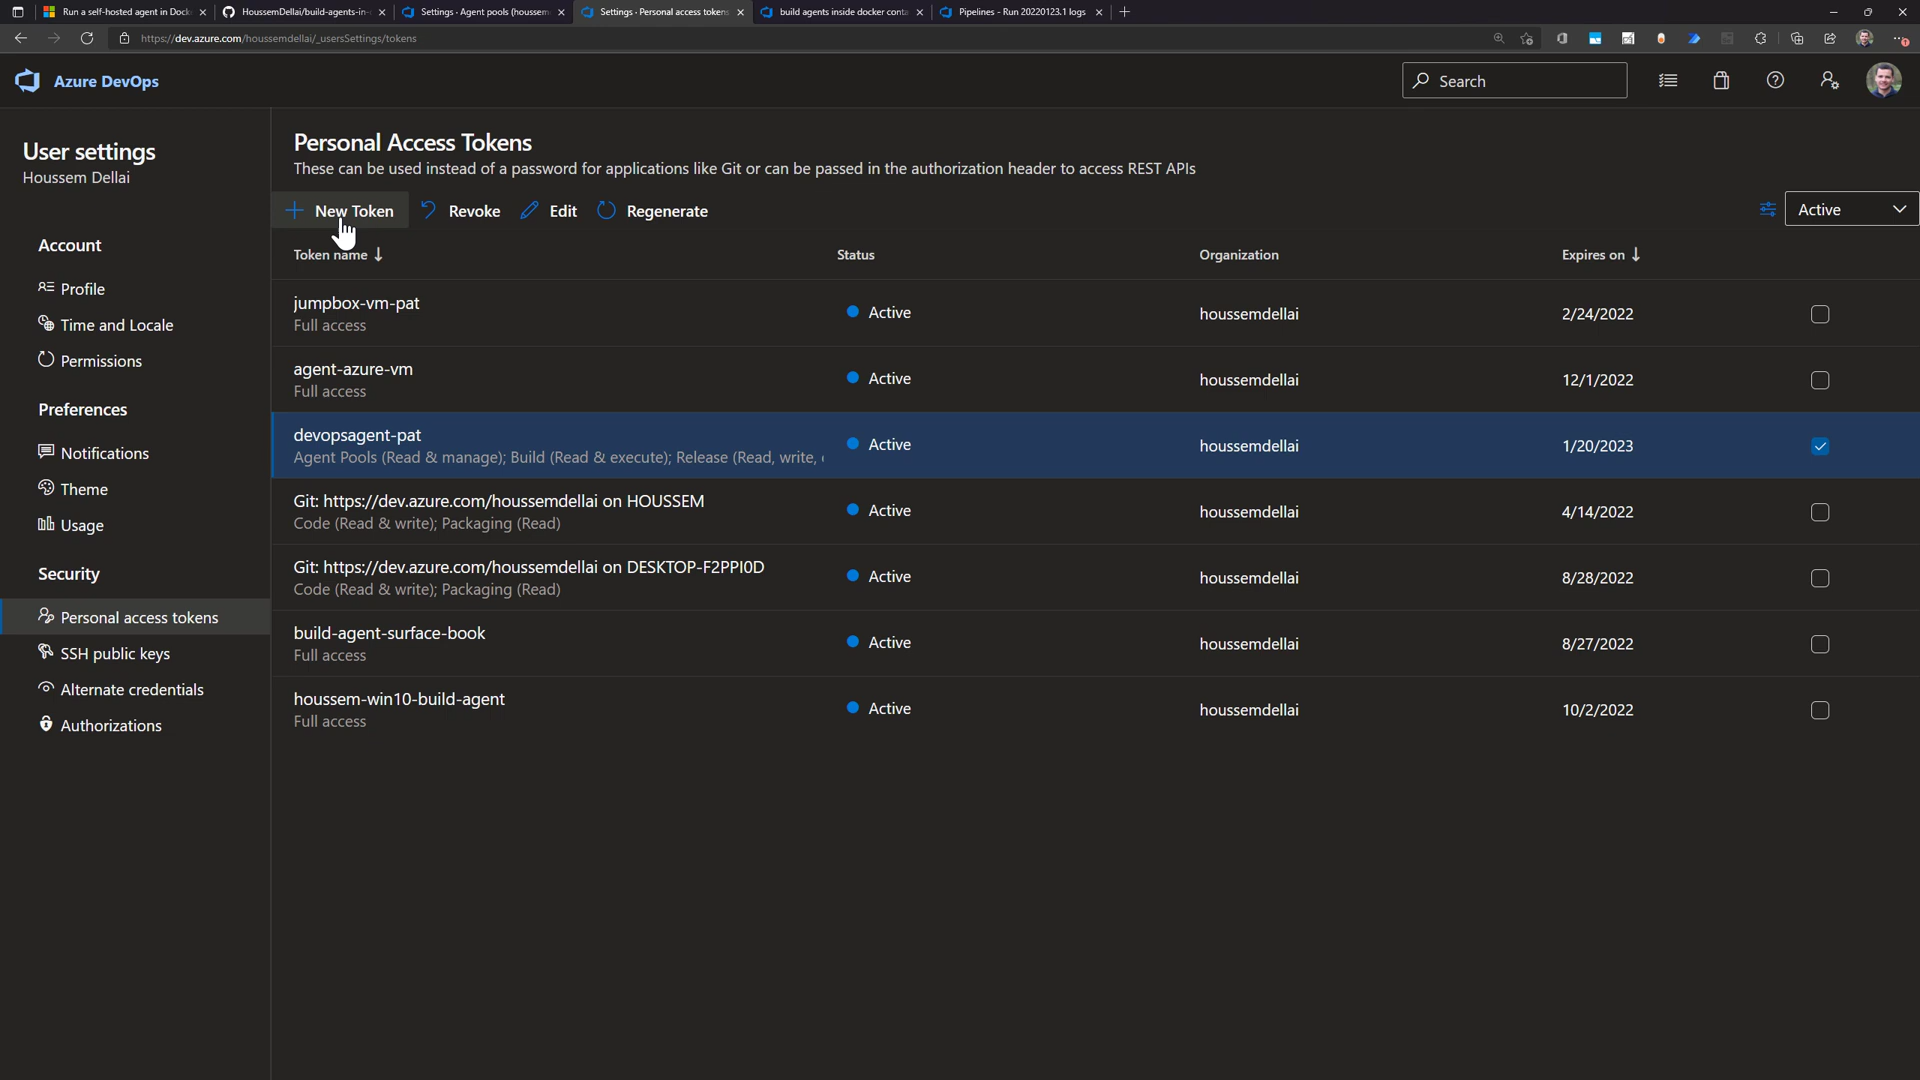 Run a self-hosted agent in Dock
HoussemDellai/build-agents-in-
Settings · Agent pools (houssem
Settings · Personal access tokens
build agents inside docker conta
Pipelines - Run 20220123.1 logs
https://dev.azure.com/houssemdellai/_usersSettings/tokens
Azure DevOps
Search
User settings
Houssem Dellai
Account
Profile
Time and Locale
Permissions
Preferences
Notifications
Theme
Usage
Security
Personal access tokens
SSH public keys
Alternate credentials
Authorizations
Personal Access Tokens
These can be used instead of a password for applications like Git or can be passed in the authorization header to access REST APIs
New Token Revoke Edit Regenerate Active
Token name Status Organization Expires on
jumpbox-vm-pat Active houssemdellai 2/24/2022
Full access
agent-azure-vm Active houssemdellai 12/1/2022
Full access
devopsagent-pat Active houssemdellai 1/20/2023
Agent Pools (Read & manage); Build (Read & execute); Release (Read, write,
Git: https://dev.azure.com/houssemdellai on HOUSSEM Active houssemdellai 4/14/2022
Code (Read & write); Packaging (Read)
Git: https://dev.azure.com/houssemdellai on DESKTOP-F2PPI0D Active houssemdellai 8/28/2022
Code (Read & write); Packaging (Read)
build-agent-surface-book Active houssemdellai 8/27/2022
Full access
houssem-win10-build-agent Active houssemdellai 10/2/2022
Full access